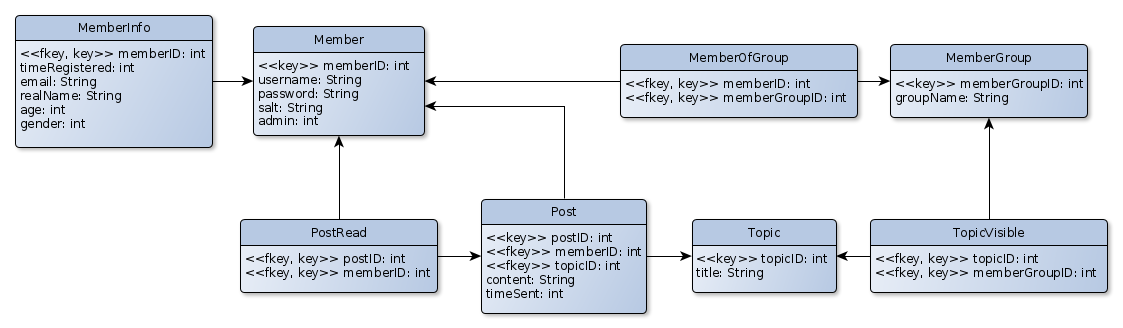 MemberInfo
<<fkey, key>> memberID: int
timeRegistered: int
email: String
realName: String
age: int
gender: int
Member
<<key>> memberID: int
username: String
password: String
salt: String
admin: int
MemberOfGroup
<<fkey, key>> memberID: int
<<fkey, key>> memberGroupID: int
MemberGroup
<<key>> memberGroupID: int
groupName: String
PostRead
<<fkey, key>> postID: int
<<fkey, key>> memberID: int
Post
<<key>> postID: int
<<fkey>> memberID: int
<<fkey>> topicID: int
content: String
timeSent: int
Topic
<<key>> topicID: int
title: String
TopicVisible
<<fkey, key>> topicID: int
<<fkey, key>> memberGroupID: int